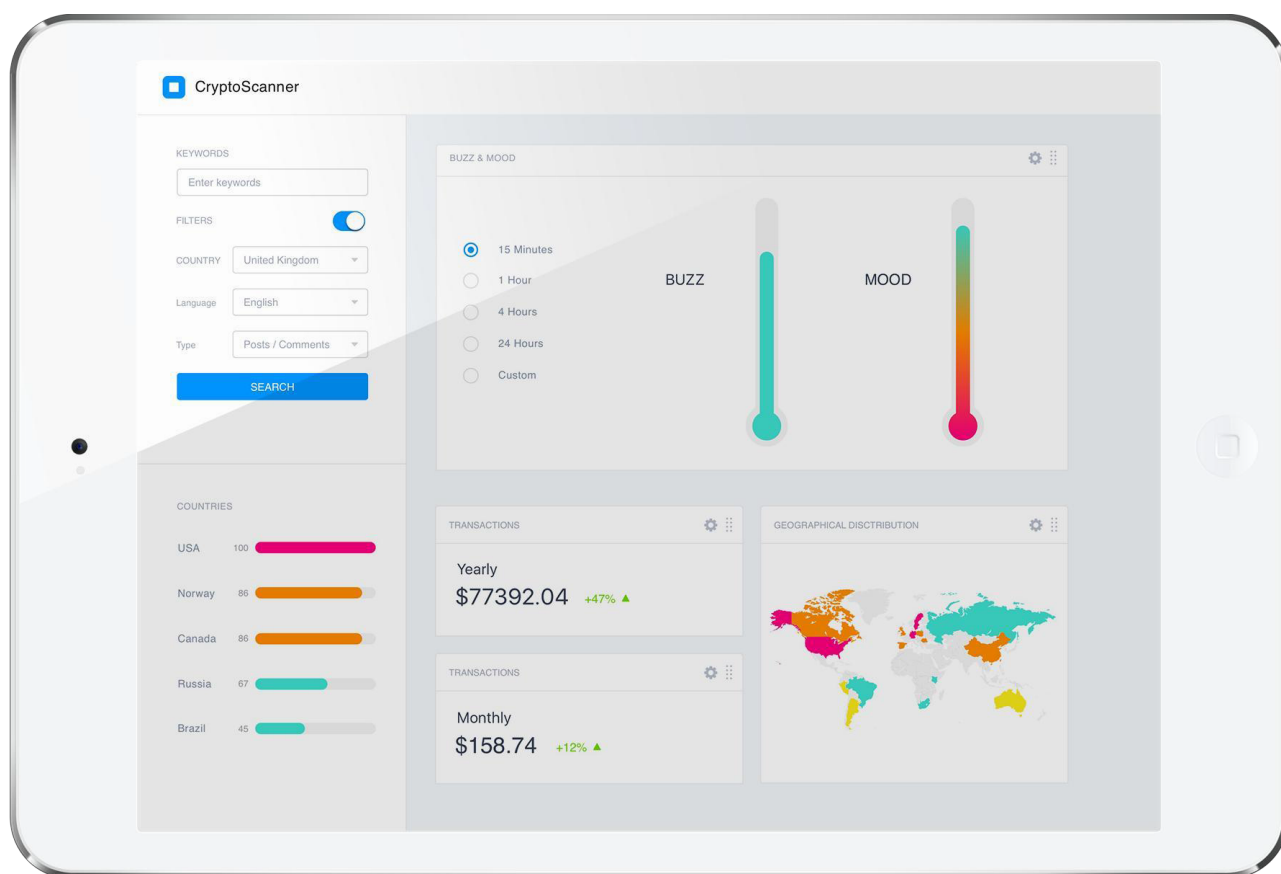 CryptoScanner
KEYWORDS
Enter keywords
FILTERS
COUNTRY United Kingdom
Language English
Type Posts / Comments
SEARCH
COUNTRIES
USA 100
Norway 86
Canada 86
Russia 67
Brazil 45
BUZZ & MOOD
15 Minutes
1 Hour
4 Hours
24 Hours
Custom
BUZZ
MOOD
TRANSACTIONS
Yearly
$77392.04 +47%
TRANSACTIONS
Monthly
$158.74 +12%
GEOGRAPHICAL DISCTRIBUTION